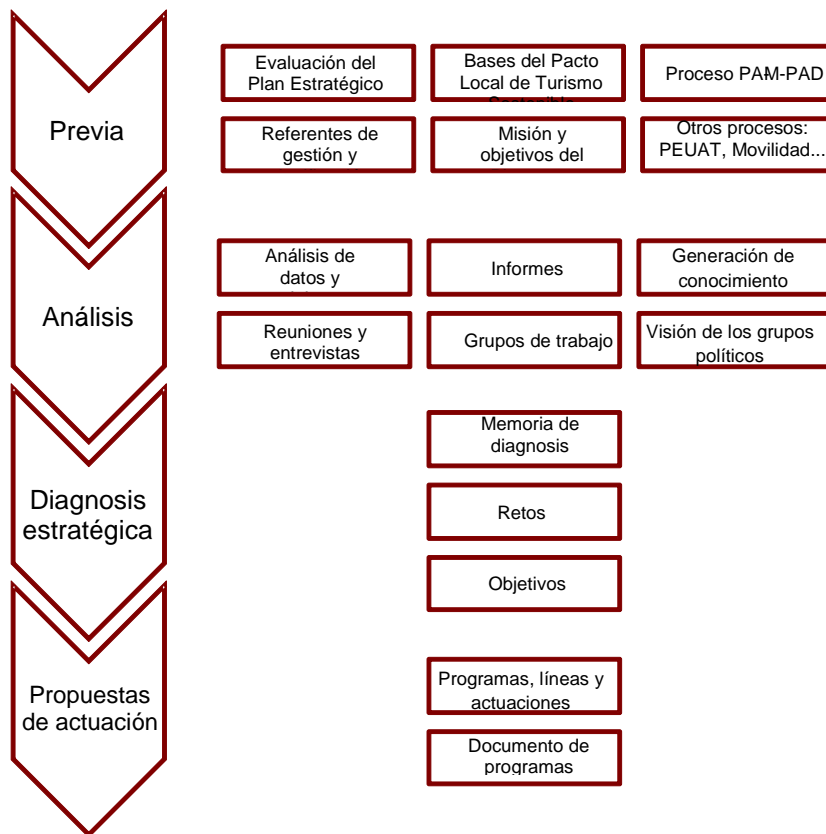 Previa
Evaluación del
Plan Estratégico
Bases del Pacto
Local de Turismo
Sostenible
Proceso PAM-PAD
Referentes de
gestión y
Misión y
objetivos del
Otros procesos:
PEUAT, Movilidad...
Análisis
Análisis de
datos y
Informes
Generación de
conocimiento
Reuniones y
entrevistas
Grupos de trabajo
Visión de los grupos
políticos
Diagnosis
estratégica
Memoria de
diagnosis
Retos
Objetivos
Propuestas
de actuación
Programas, líneas y
actuaciones
Documento de
programas